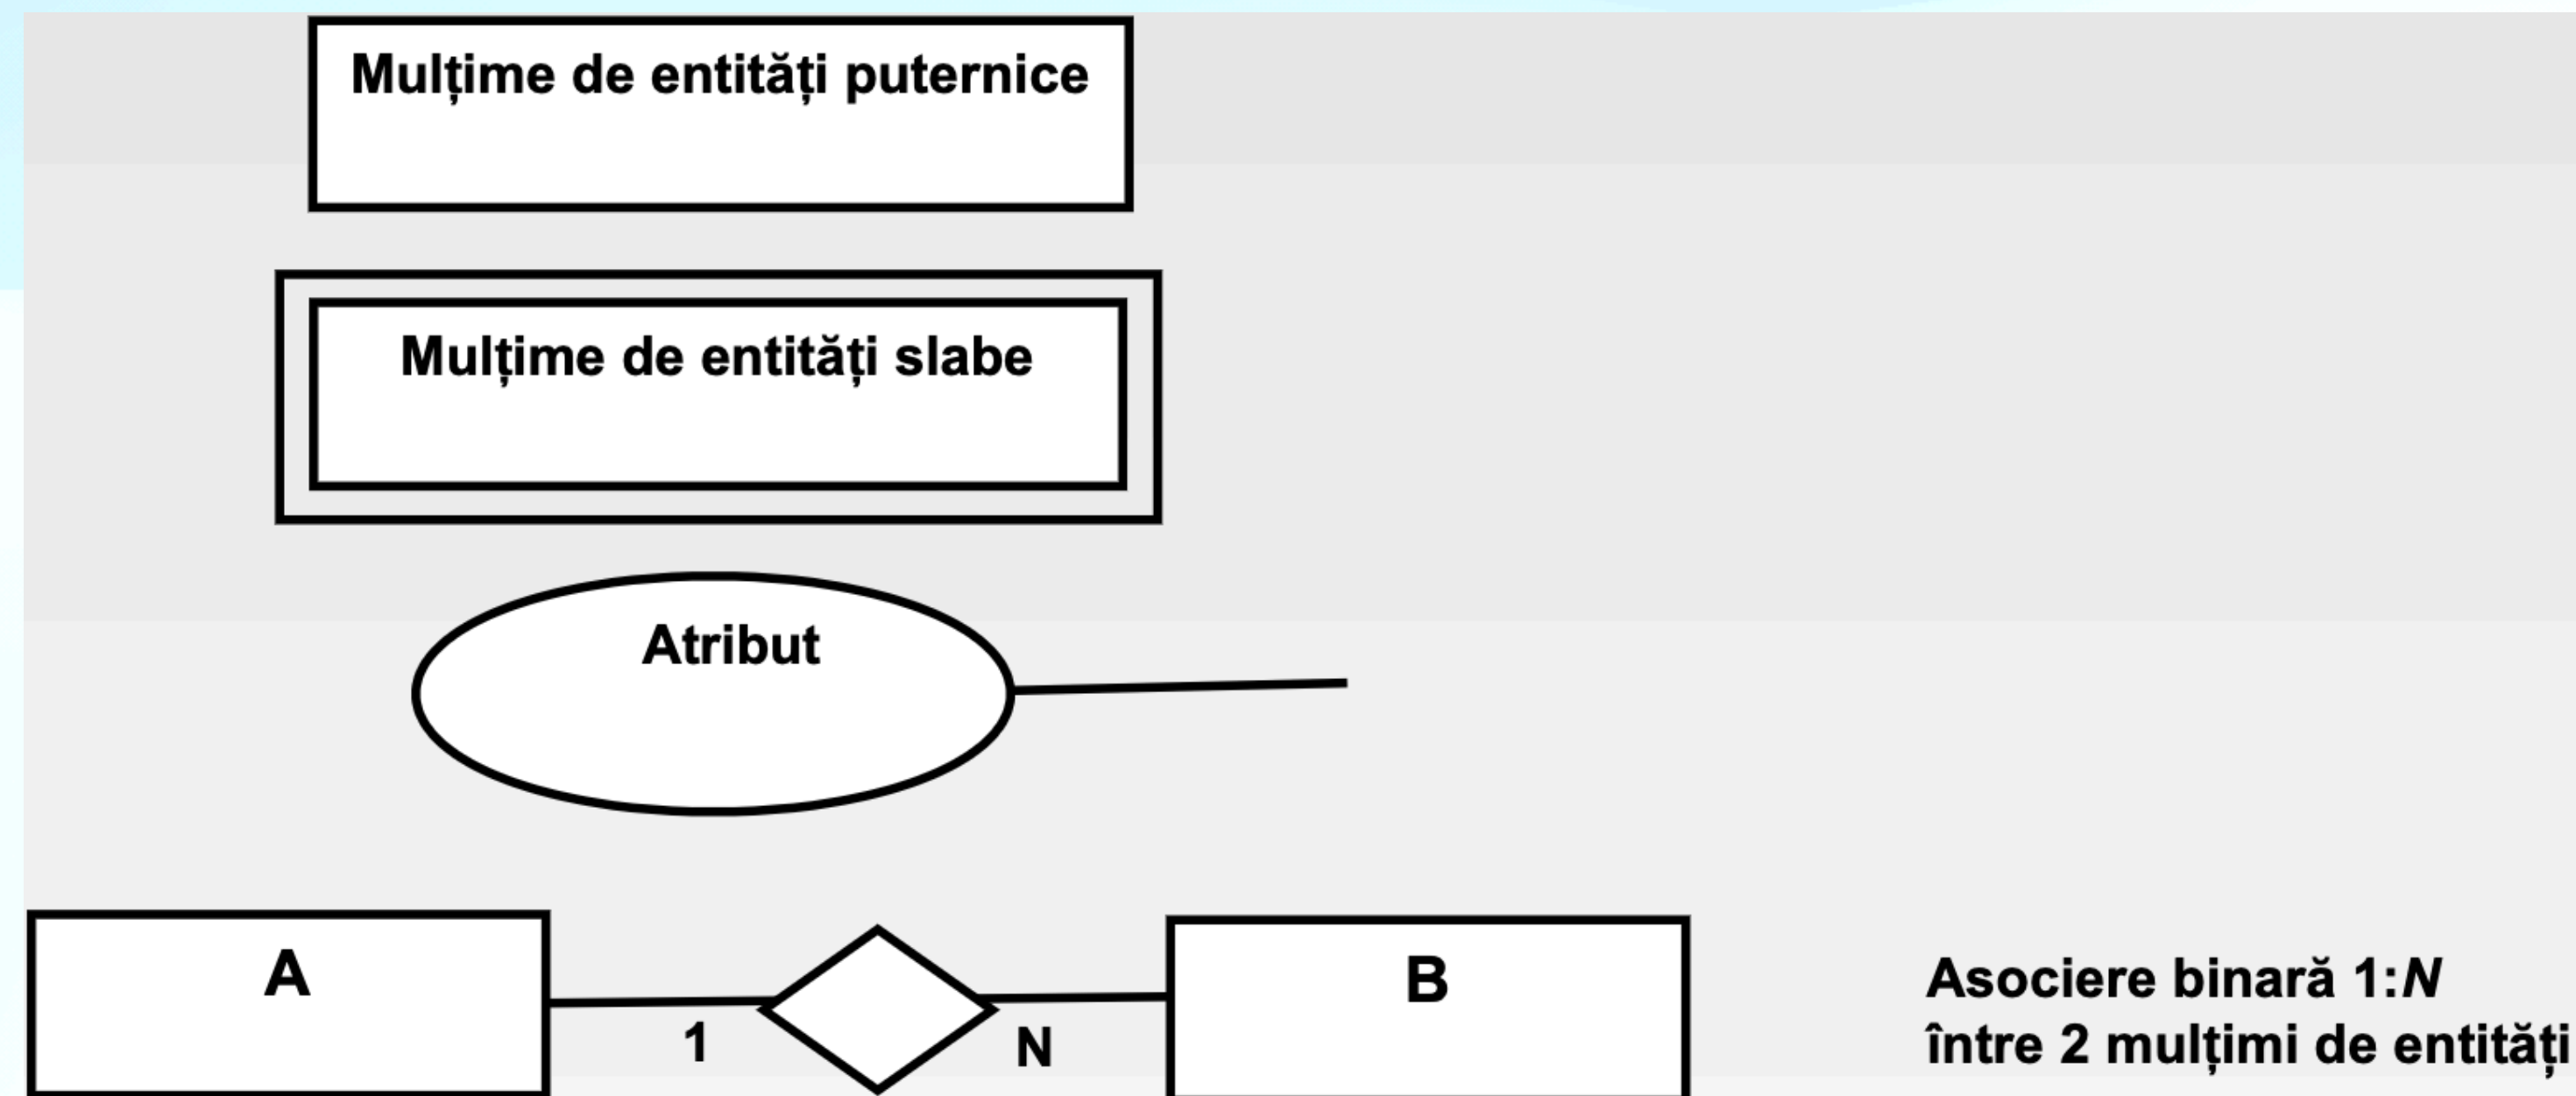 Mulțime de entități puternice
Mulțime de entități slabe
Atribut
A
B
1
N
Asociere binară 1:N
între 2 mulțimi de entități